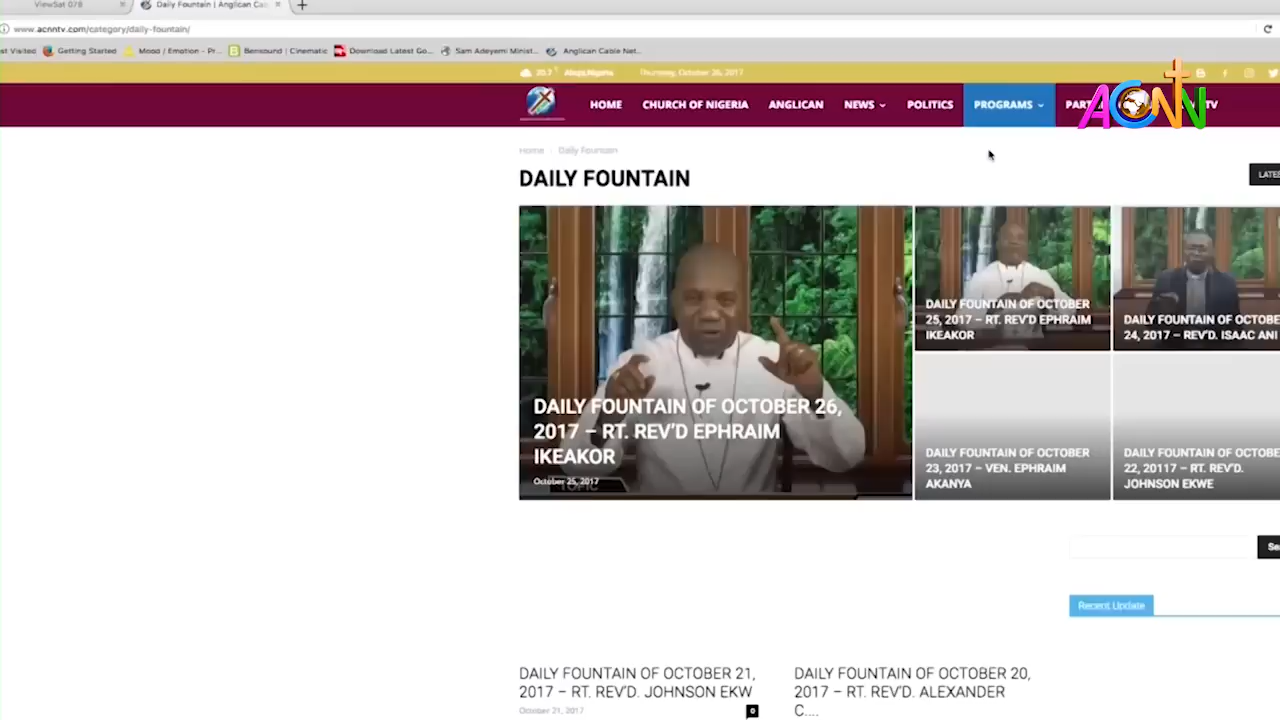 ViewSat 078
Daily Fountain | Anglican Cab
www.acnntv.com/category/daily-fountain/
st Visited
Getting Started
Mood / Emotion - Pr...
Bensound | Cinematic
Download Latest Go...
Sam Adeyemi Minist...
Anglican Cable Net...
20.7
Abuja, Nigeria
Thursday, October 26, 2017
HOME
CHURCH OF NIGERIA
ANGLICAN
NEWS
POLITICS
PROGRAMS
PART
TV
ACNN
Home
Daily Fountain
DAILY FOUNTAIN
LATES
DAILY FOUNTAIN OF OCTOBER 26,
2017 – RT. REV'D EPHRAIM
IKEAKOR
October 25, 2017
TOPIC
DAILY FOUNTAIN OF OCTOBER
25, 2017 – RT. REV'D EPHRAIM
IKEAKOR
DAILY FOUNTAIN OF OCTOBE
24, 2017 – REV'D. ISAAC ANI
DAILY FOUNTAIN OF OCTOBER
23, 2017 – VEN. EPHRAIM
AKANYA
DAILY FOUNTAIN OF OCTOBE
22, 20117 – RT. REV'D.
JOHNSON EKWE
Se
Recent Update
DAILY FOUNTAIN OF OCTOBER 21,
2017 – RT. REV'D. JOHNSON EKW
October 21, 2017
0
DAILY FOUNTAIN OF OCTOBER 20,
2017 – RT. REV'D. ALEXANDER
C....